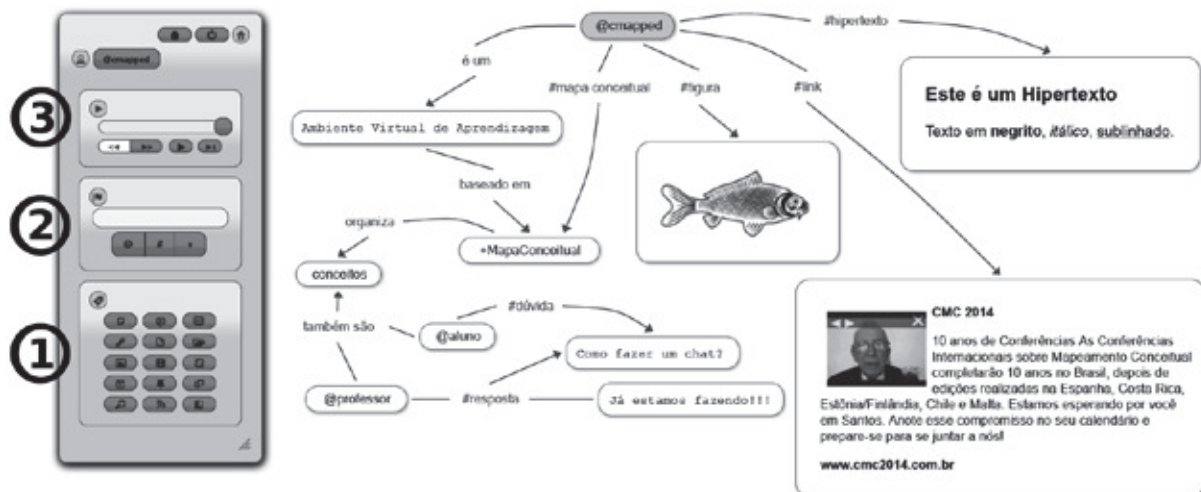 @cmapped
3
2
1
@cmapped
é um
#mapa conceitual
#figura
#link
#hipertexto
Ambiente Virtual de Aprendizagem
baseado em
organiza
+MapaConceitual
conceitos
também são
@aluno
#dúvida
Como fazer um chat?
@professor
#resposta
Já estamos fazendo!!!
Este é um Hipertexto
Texto em negrito, itálico, sublinhado.
CMC 2014
10 anos de Conferências As Conferências
Internacionais sobre Mapeamento Conceitual
completarão 10 anos no Brasil, depois de
edições realizadas na Espanha, Costa Rica,
Estônia/Finlândia, Chile e Malta. Estamos esperando por você
em Santos. Anote esse compromisso no seu calendário e
prepare-se para se juntar a nós!
www.cmc2014.com.br